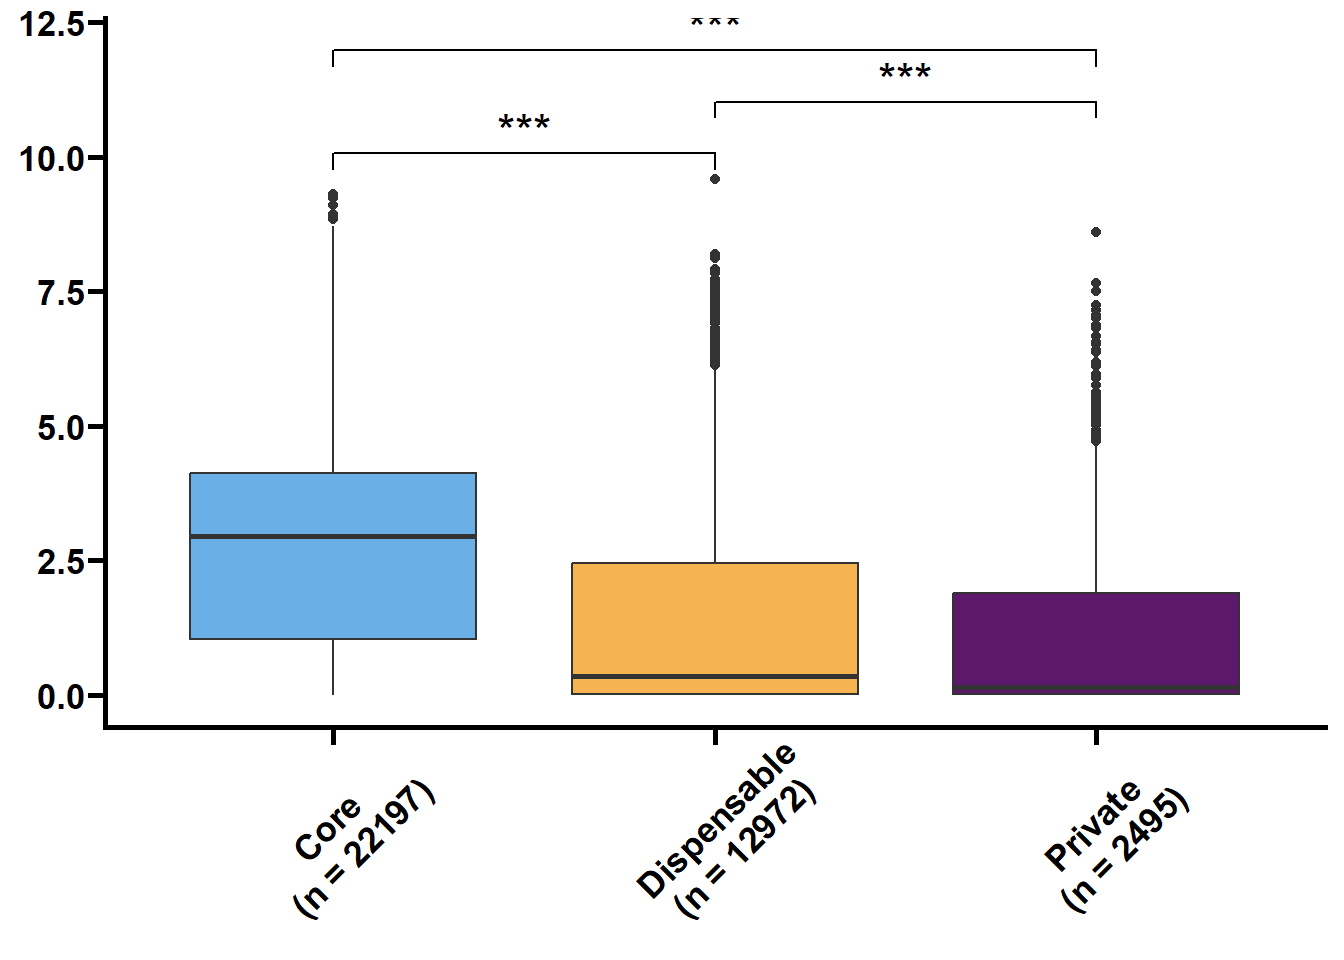 12.5
***
***
10.0
***
7.5
5.0
2.5
0.0
Core
(n = 22197)
Dispensable
(n = 12972)
Private
(n = 2495)